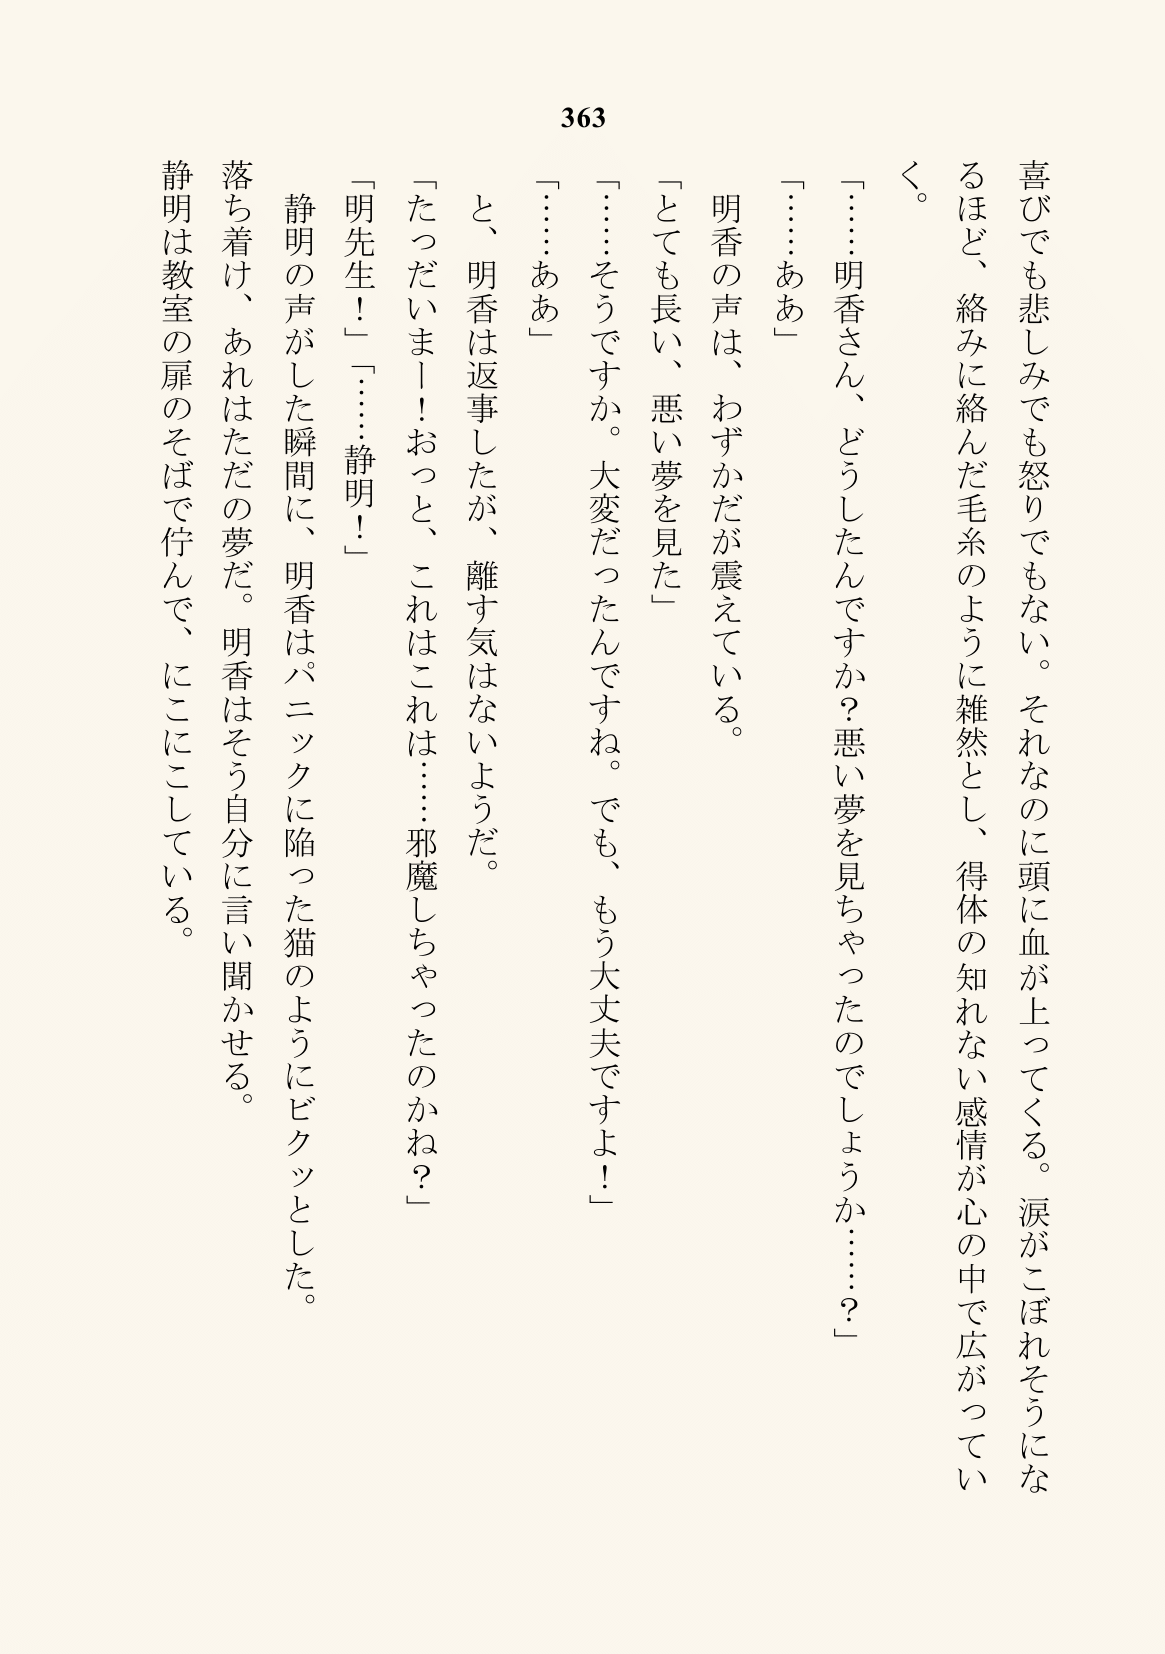 363
喜びでも悲しみでも怒りでもない。それなのに頭に血が上ってくる。涙がこぼれそうにな
るほど、絡みに絡んだ毛糸のように雑然とし、得体の知れない感情が心の中で広がってい
く。
「……明香さん、どうしたんですか？悪い夢を見ちゃったのでしょうか……？」
「……ああ」
　明香の声は、わずかだが震えている。
「とても長い、悪い夢を見た」
「……そうですか。大変だったんですね。でも、もう大丈夫ですよ！」
「……ああ」
　と、明香は返事したが、離す気はないようだ。
「たっだいまー！おっと、これはこれは……邪魔しちゃったのかね？」
「明先生！」「……静明！」
　静明の声がした瞬間に、明香はパニックに陥った猫のようにビクッとした。
落ち着け、あれはただの夢だ。明香はそう自分に言い聞かせる。
静明は教室の扉のそばで佇んで、にこにこしている。